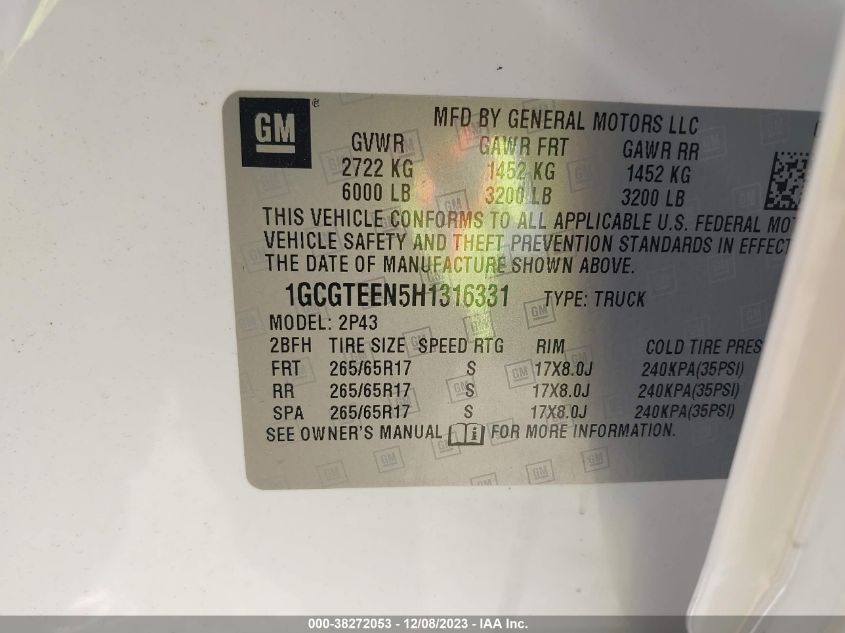 GM ®
MFD BY GENERAL MOTORS LLC
GVWR GAWR FRT GAWR RR
2722 KG 1452 KG 1452 KG
6000 LB 3200 LB 3200 LB
THIS VEHICLE CONFORMS TO ALL APPLICABLE U.S. FEDERAL MOT
VEHICLE SAFETY AND THEFT PREVENTION STANDARDS IN EFFECT
THE DATE OF MANUFACTURE SHOWN ABOVE.
1GCGTEEN5H1316331 TYPE: TRUCK
MODEL: 2P43
2BFH TIRE SIZE SPEED RTG RIM COLD TIRE PRES
FRT 265/65R17 S 17X8.0J 240KPA(35PSI)
RR 265/65R17 S 17X8.0J 240KPA(35PSI)
SPA 265/65R17 S 17X8.0J 240KPA(35PSI)
SEE OWNER'S MANUAL i FOR MORE INFORMATION.
000-38272053 - 12/08/2023 - IAA Inc.